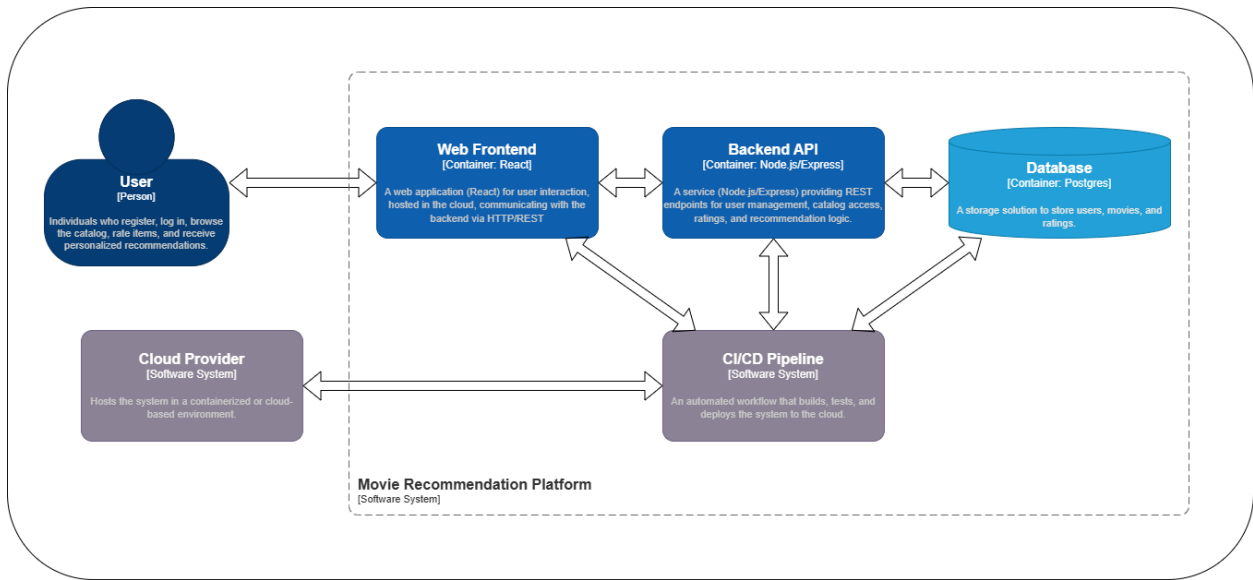 User
[Person]
Individuals who register, log in, browse
the catalog, rate items, and receive
personalized recommendations.
Web Frontend
[Container: React]
A web application (React) for user interaction,
hosted in the cloud, communicating with the
backend via HTTP/REST
Backend API
[Container: Node.js/Express]
A service (Node.js/Express) providing REST
endpoints for user management, catalog access,
ratings, and recommendation logic.
Database
[Container: Postgres]
A storage solution to store users, movies, and
ratings.
Cloud Provider
[Software System]
Hosts the system in a containerized or cloud-
based environment.
CI/CD Pipeline
[Software System]
An automated workflow that builds, tests, and
deploys the system to the cloud.
Movie Recommendation Platform
[Software System]